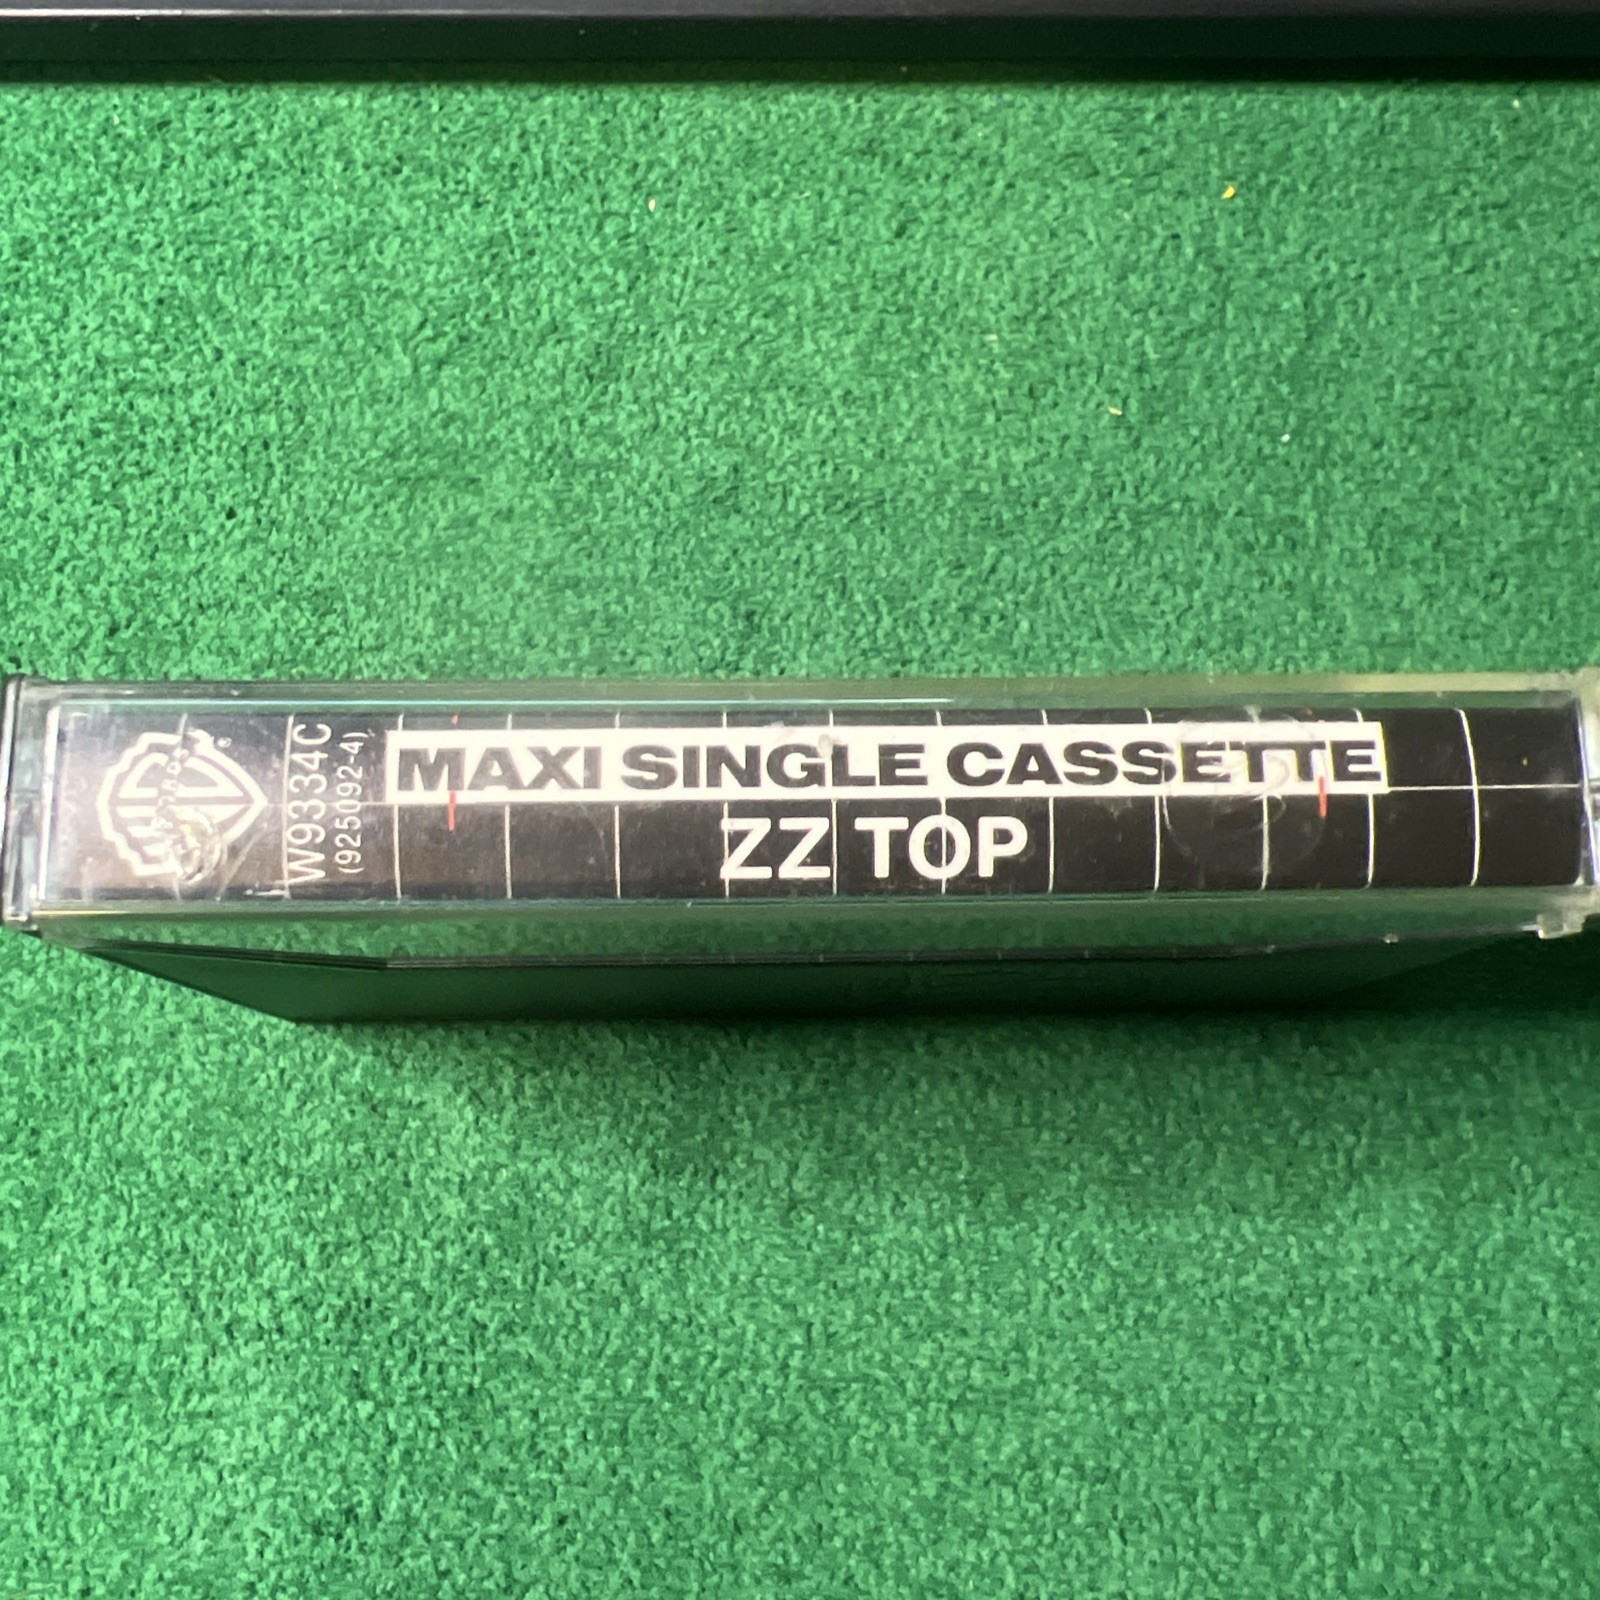 W9334C
(925092-4)
MAXI SINGLE CASSETTE
ZZ TOP